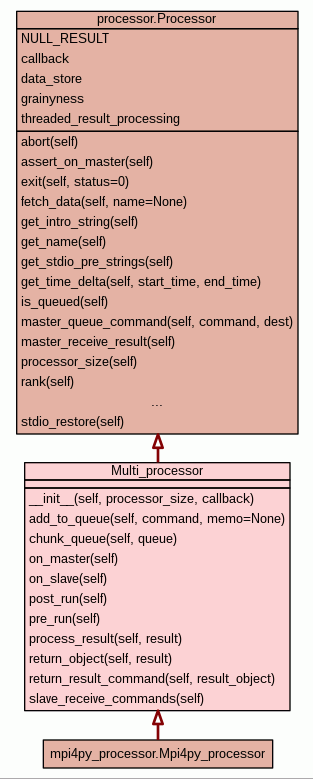 processor.Processor
NULL_RESULT
callback
data_store
grainyness
threaded_result_processing
abort(self)
assert_on_master(self)
exit(self, status=0)
fetch_data(self, name=None)
get_intro_string(self)
get_name(self)
get_stdio_pre_strings(self)
get_time_delta(self, start_time, end_time)
is_queued(self)
master_queue_command(self, command, dest)
master_receive_result(self)
processor_size(self)
rank(self)
...
stdio_restore(self)
Multi_processor
__init__(self, processor_size, callback)
add_to_queue(self, command, memo=None)
chunk_queue(self, queue)
on_master(self)
on_slave(self)
post_run(self)
pre_run(self)
process_result(self, result)
return_object(self, result)
return_result_command(self, result_object)
slave_receive_commands(self)
mpi4py_processor.Mpi4py_processor